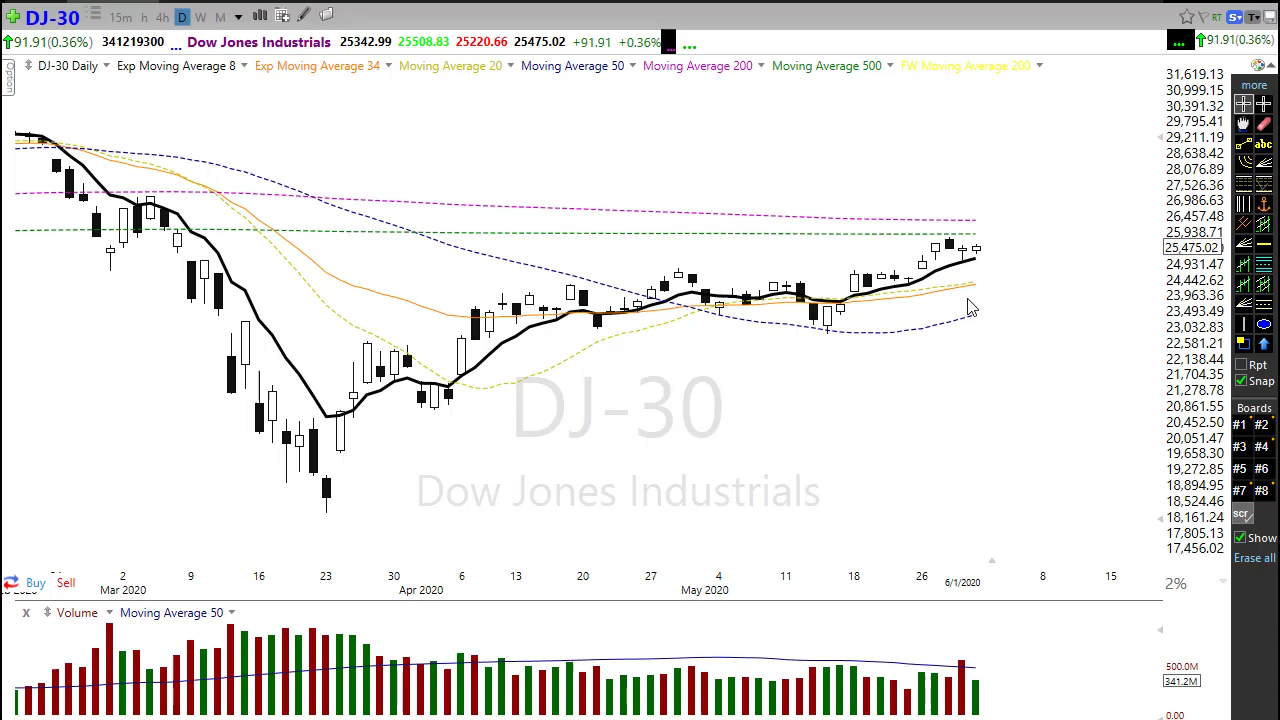 DJ-30 15m h 4h D W M RT S T
91.91(0.36%) 341219300 ... Dow Jones Industrials 25342.99 25508.83 25220.66 25475.02 +91.91 +0.36% ... ... ... 91.91(0.36%)
Option
DJ-30 Daily Exp Moving Average 8 Exp Moving Average 34 Moving Average 20 Moving Average 50 Moving Average 200 Moving Average 500 FW Moving Average 200
31,619.13
30,999.15
30,391.32
29,795.41
29,211.19
28,638.42
28,076.89
27,526.36
26,986.63
26,457.48
25,938.71
25,475.02
24,931.47
24,442.62
23,963.36
23,493.49
23,032.83
22,581.21
22,138.44
21,704.35
21,278.78
20,861.55
20,452.50
20,051.47
19,658.30
19,272.85
18,894.95
18,524.46
18,161.24
17,805.13
17,456.02
more
abc
Rpt
Snap
Boards
#1 #2
#3 #4
#5 #6
#7 #8
scr
Show
Erase all
DJ-30
Dow Jones Industrials
2 9 16 23 30 6 13 20 27 4 11 18 26 6/1/2020 8 15
March 2020 April 2020 May 2020
Buy Sell
2%
X Volume Moving Average 50
500.0M
341.2M
0.00